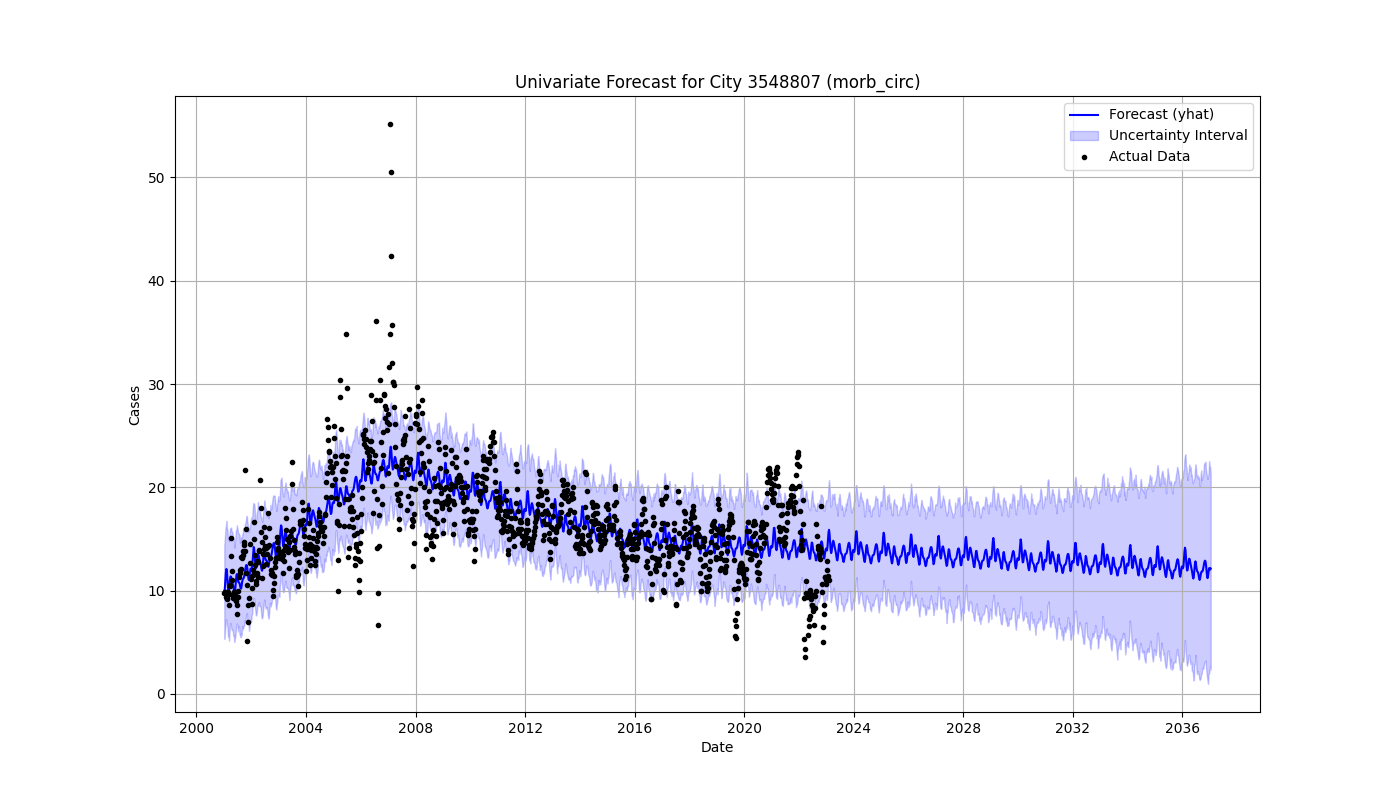 Univariate Forecast for City 3548807 (morb_circ)
Forecast (yhat)
Uncertainty Interval
Actual Data
Cases
50
40
30
20
10
0
2000 2004 2008 2012 2016 2020 2024 2028 2032 2036
Date